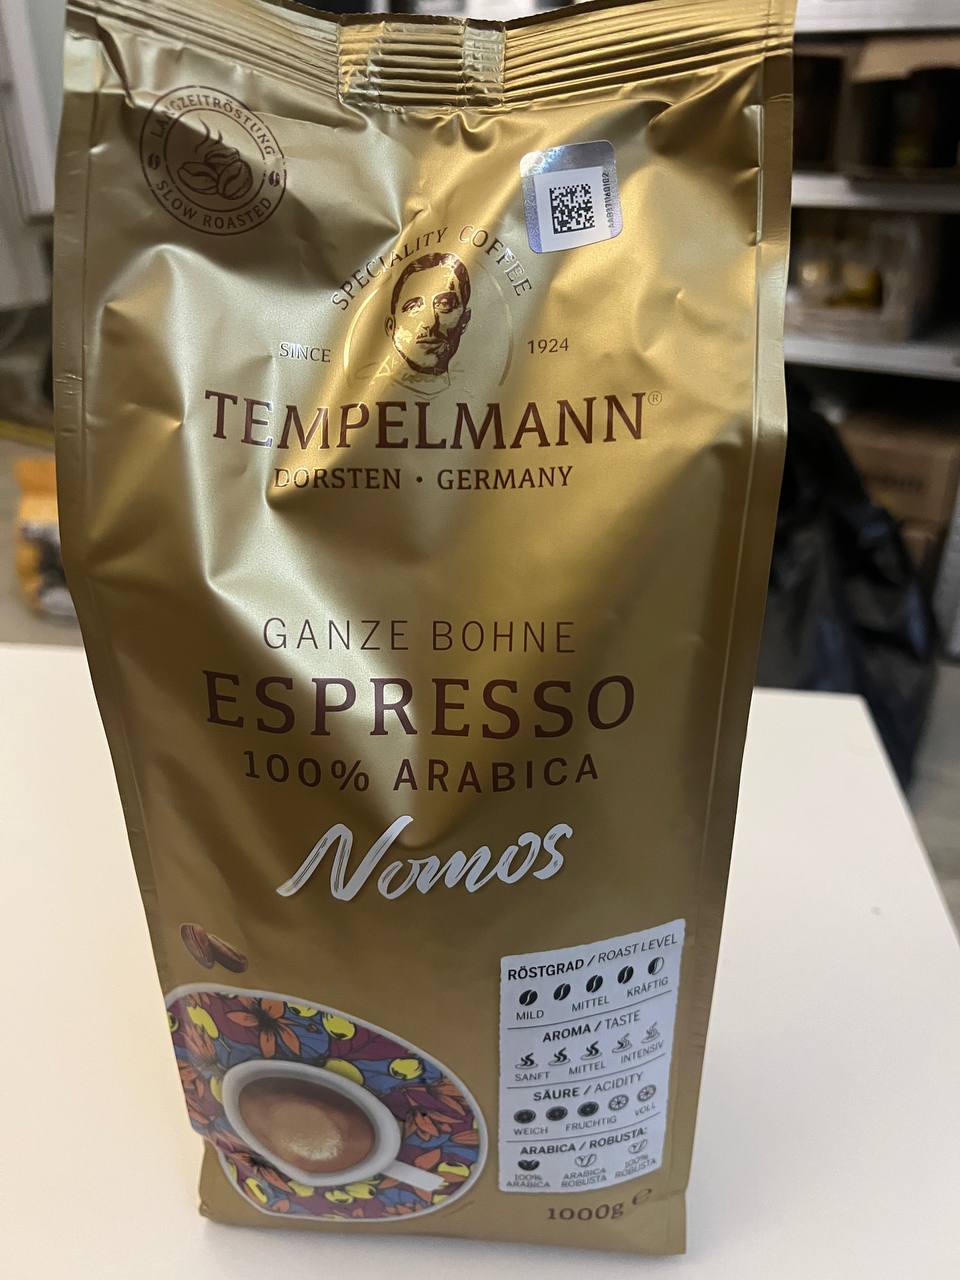 LANGZEITRÖSTUNG
SLOW ROASTED
SPECIALITY COFFEE
SINCE 1924
TEMPELMANN®
DORSTEN · GERMANY
GANZE BOHNE
ESPRESSO
100% ARABICA
Nomos
RÖSTGRAD / ROAST LEVEL
MILD MITTEL KRÄFTIG
AROMA / TASTE
SANFT MITTEL INTENSIV
SÄURE / ACIDITY
WEICH FRUCHTIG VOLL
ARABICA / ROBUSTA:
100% ARABICA
ARABICA ROBUSTA
100% ROBUSTA
1000g ℮